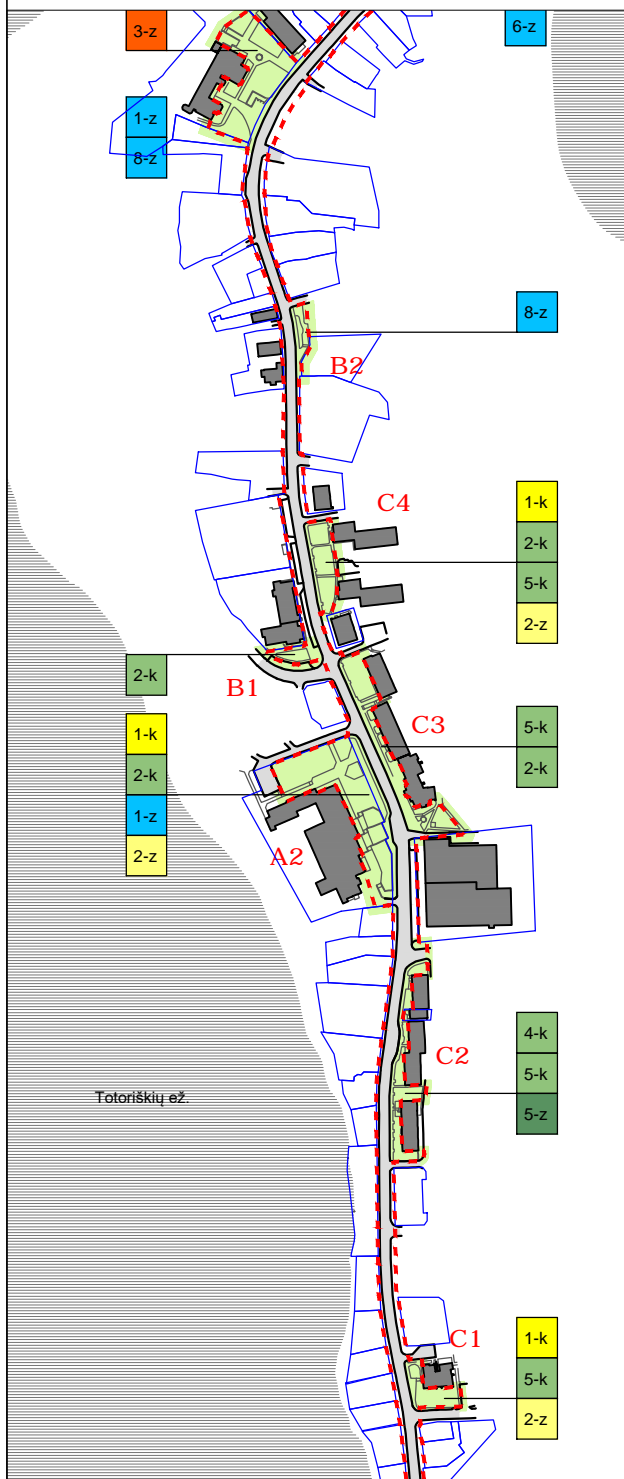 3-z
6-z
1-z
8-z
8-z
B2
C4
1-k
2-k
5-k
2-z
2-k
B1
C3
5-k
2-k
1-k
2-k
1-z
2-z
A2
C2
4-k
5-k
5-z
Totoriškių ež.
C1
1-k
5-k
2-z